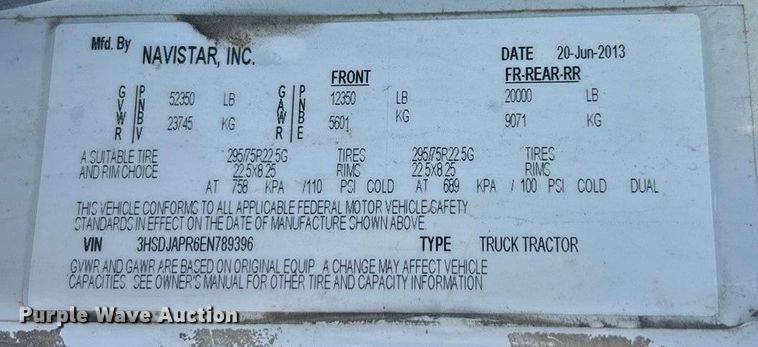 Mfd. By NAVISTAR, INC. DATE 20-Jun-2013
FRONT FR-REAR-RR
GVWR PNBV 52350 LB GAWR PNBE 12350 LB 20000 LB
23745 KG 5601 KG 9071 KG
A SUITABLE TIRE 295/75R22.5G TIRES 295/75R22.5G TIRES
AND RIM CHOICE 22.5X8.25 RIMS 22.5X8.25 RIMS
AT 758 KPA /110 PSI COLD AT 689 KPA / 100 PSI COLD DUAL
THIS VEHICLE CONFORMS TO ALL APPLICABLE FEDERAL MOTOR VEHICLE SAFETY
STANDARDS IN EFFECT ON THE DATE OF MANUFACTURE SHOWN ABOVE
VIN 3HSDJAPR6EN789396 TYPE TRUCK TRACTOR
GVWR AND GAWR ARE BASED ON ORIGINAL EQUIP. A CHANGE MAY AFFECT VEHICLE
CAPACITIES. SEE OWNER'S MANUAL FOR OTHER TIRE AND CAPACITY INFORMATION
Purple Wave Auction